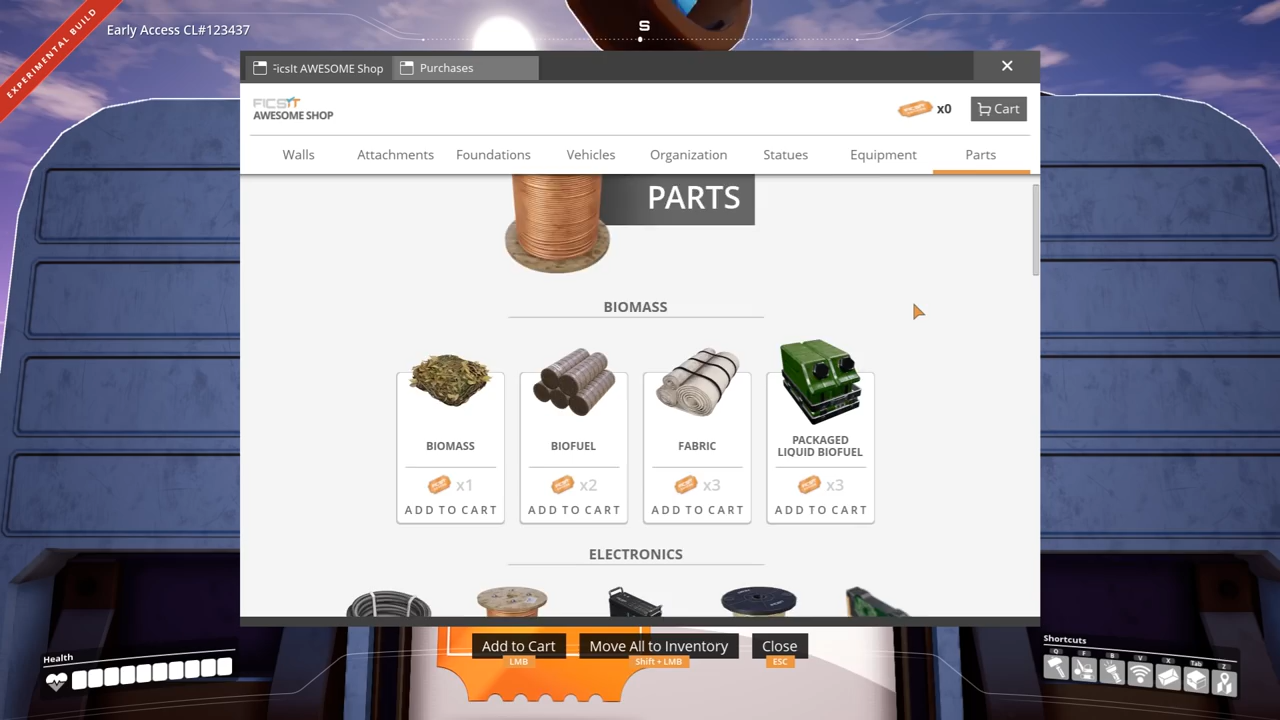 EXPERIMENTAL BUILD
Early Access CL#123437
S
FicsIt AWESOME Shop
Purchases
FICSIT
AWESOME SHOP
x0
Cart
Walls
Attachments
Foundations
Vehicles
Organization
Statues
Equipment
Parts
PARTS
BIOMASS
BIOMASS
x1
ADD TO CART
BIOFUEL
x2
ADD TO CART
FABRIC
x3
ADD TO CART
PACKAGED
LIQUID BIOFUEL
x3
ADD TO CART
ELECTRONICS
Add to Cart
LMB
Move All to Inventory
Shift + LMB
Close
ESC
Health
Shortcuts
Q
F
B
V
X
Tab
Z